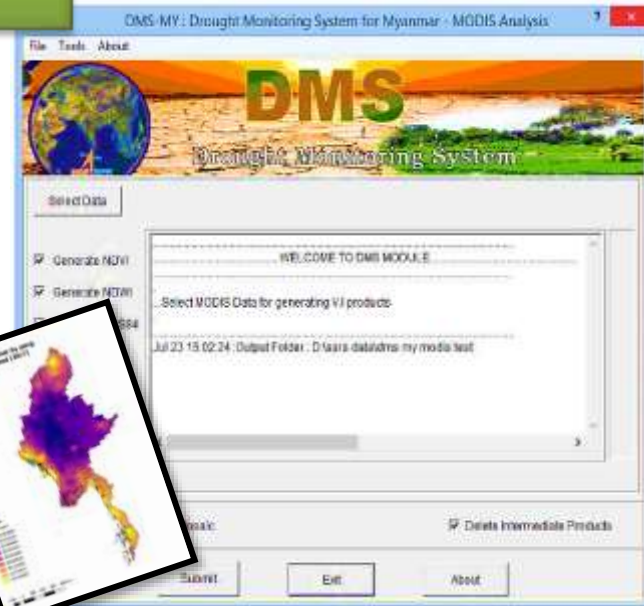 DMS-MY : Drought Monitoring System for Myanmar - MODIS Analysis ?
File Tools About
DMS
Drought Monitoring System
Select Data
Generate NDVI
WELCOME TO DMS MODULE
Generate NDWI
...Select MODIS Data for generating V.I products
Jul 23 15:02:24 :Output Folder :
Delete Intermediate Products
Submit
Exit
About